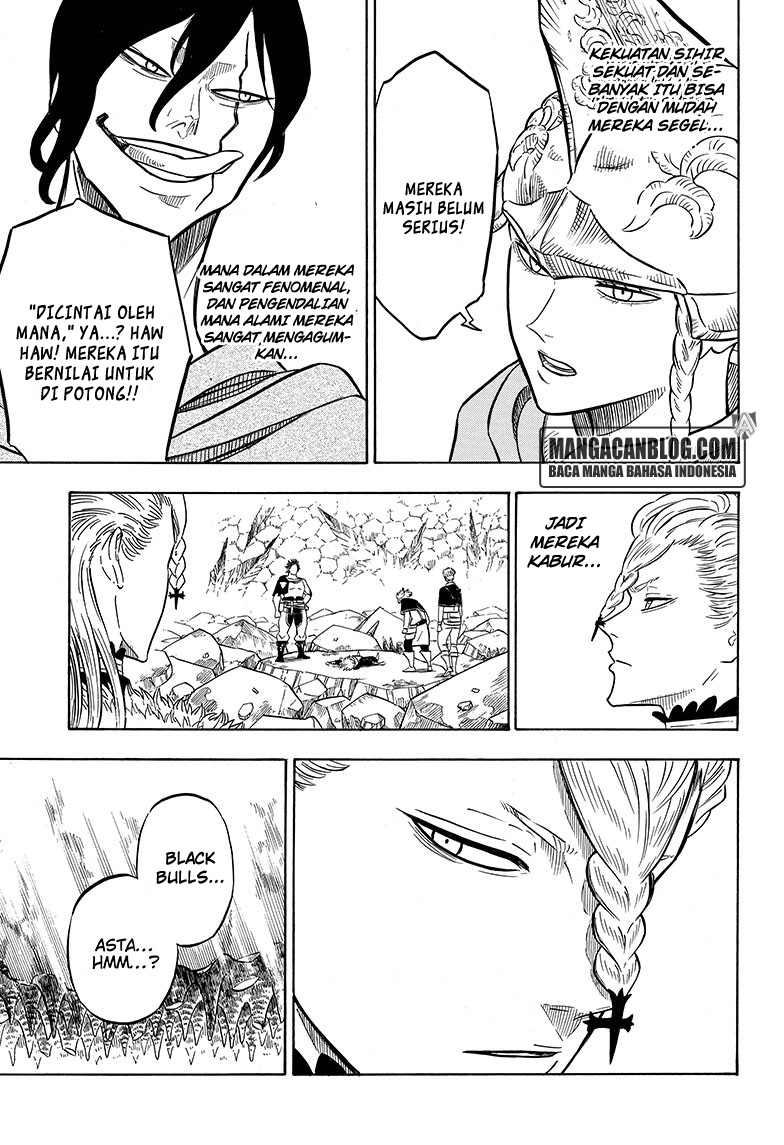 KEKUATAN SIHIR
SEKUAT DAN SE-
BANYAK ITU BISA
DENGAN MUDAH
MEREKA SEGEL...
MEREKA
MASIH BELUM
SERIUS!
MANA DALAM MEREKA
SANGAT FENOMENAL,
DAN PENGENDALIAN
MANA ALAMI MEREKA
SANGAT MENGAGUM-
KAN...
"DICINTAI OLEH
MANA," YA...? HAW
HAW! MEREKA ITU
BERNILAI UNTUK
DI POTONG!!
MANGACANBLOG.COM
BACA MANGA BAHASA INDONESIA
JADI
MEREKA
KABUR...
BLACK
BULLS...
ASTA...
HMM...?